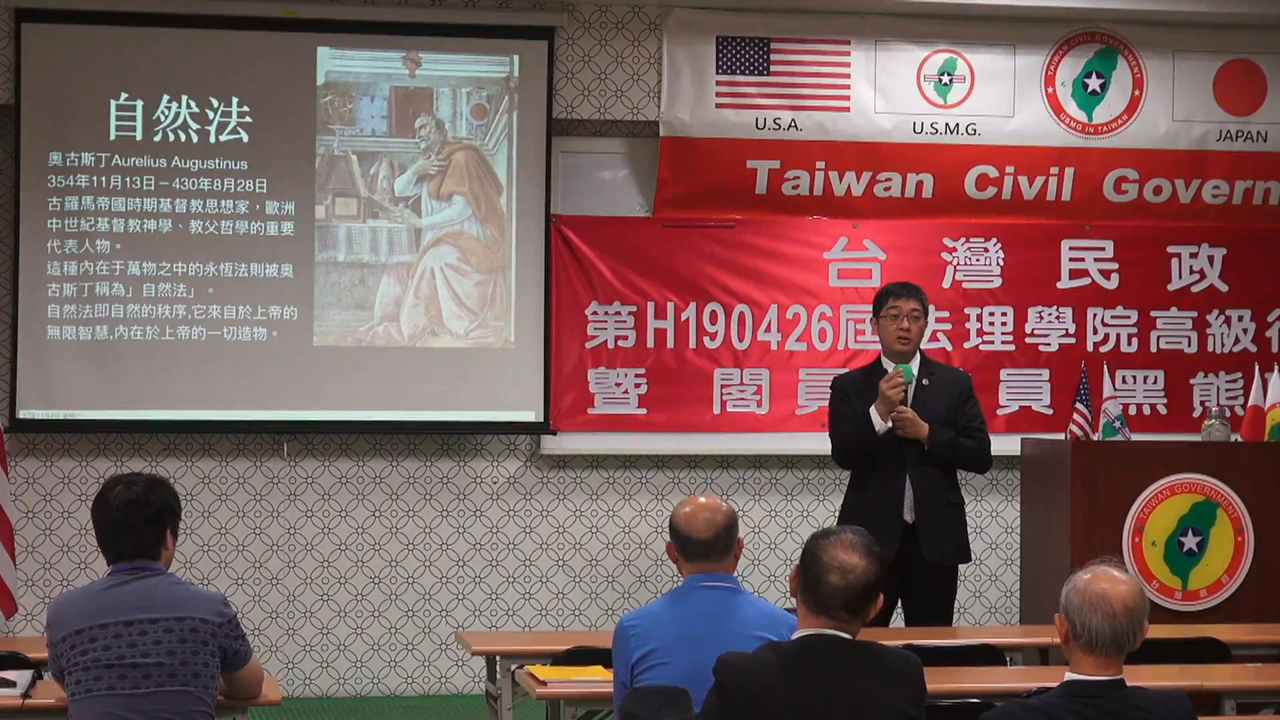 自然法
奧古斯丁Aurelius Augustinus
354年11月13日－430年8月28日
古羅馬帝國時期基督教思想家，歐洲
中世紀基督教神學、教父哲學的重要
代表人物。
這種內在于萬物之中的永恆法則被奧
古斯丁稱為」自然法」。
自然法即自然的秩序,它來自於上帝的
無限智慧,內在於上帝的一切造物。
U.S.A.
U.S.M.G.
TAIWAN CIVIL GOVERNMENT
USMG IN TAIWAN
JAPAN
Taiwan Civil Govern
台灣民政
第H190426屆 法理學院高級
暨 閣員 員黑熊
TAIWAN GOVERNMENT
台灣政府